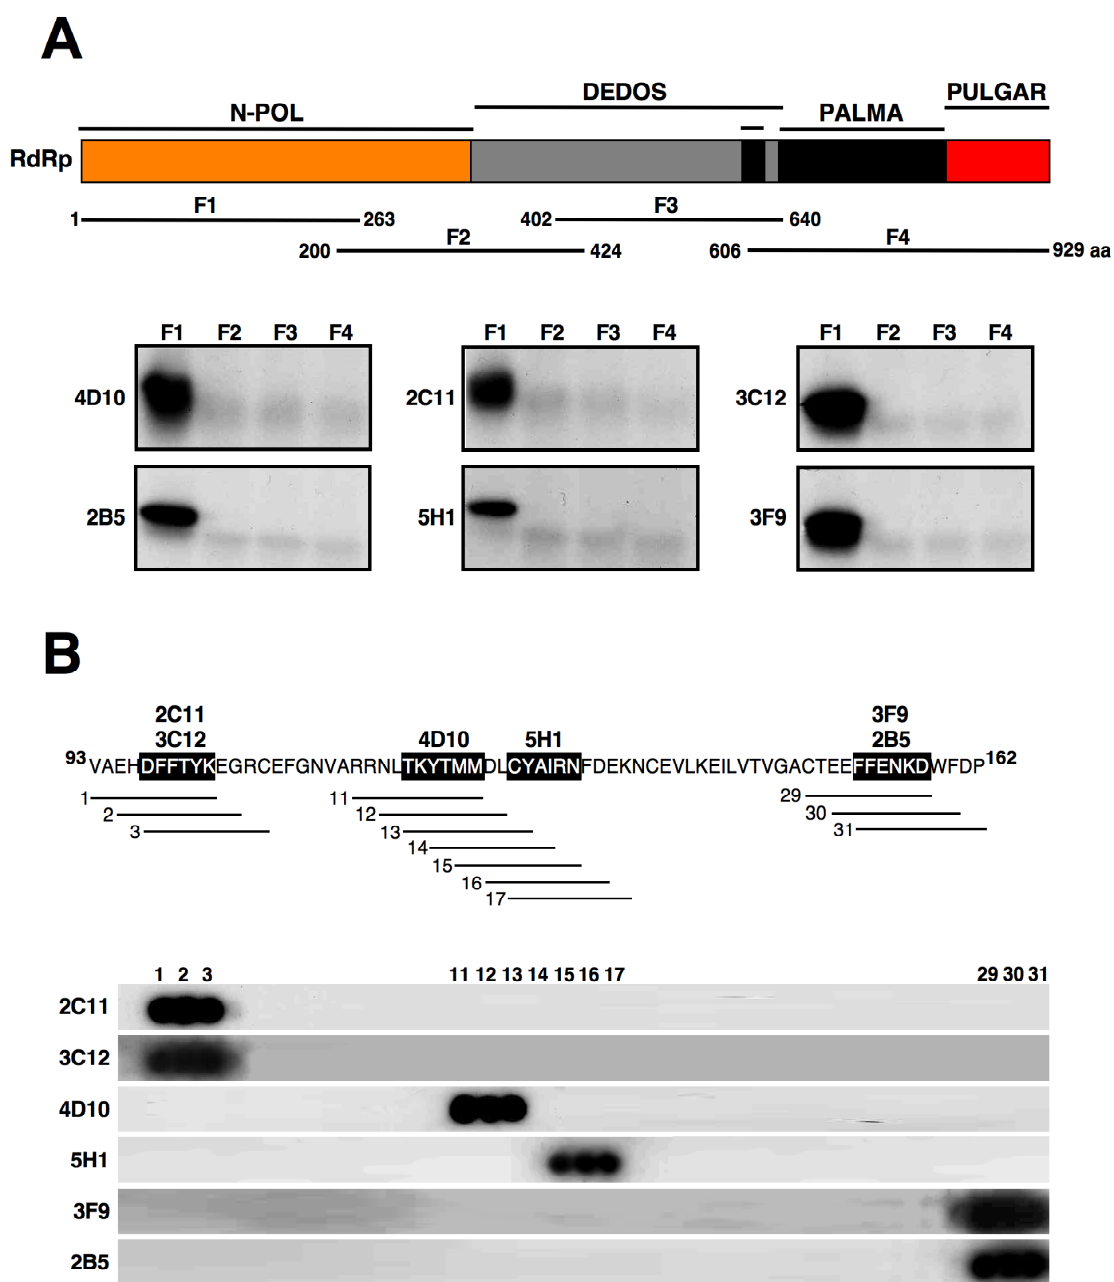 A
DEDOS
PULGAR
N-POL
PALMA
RdRp
F1
F3
1
263
402
640
F2
F4
200
424
606
929 aa
F1 F2 F3 F4
F1 F2 F3 F4
F1 F2 F3 F4
4D10
2C11
3C12
2B5
5H1
3F9
B
2C11
3F9
3C12
4D10
5H1
2B5
93 VAEHDFFTYKEGRCEFGNVARRNLTKYTMMDLCYAIRNFDEKNCEVLKEILVTVGACTEEFFENKDWFDP 162
1
11
29
2
12
30
3
13
31
14
15
16
17
1 2 3 11 12 13 14 15 16 17 29 30 31
2C11
3C12
4D10
5H1
3F9
2B5